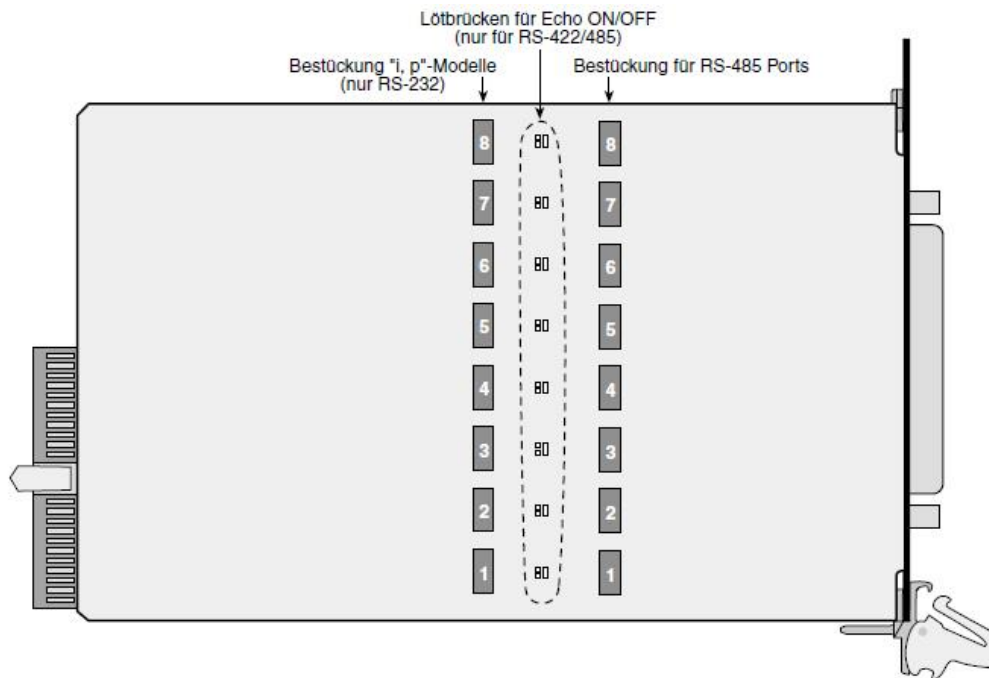 Lötbrücken für Echo ON/OFF
(nur für RS-422/485)
Bestückung "i, p"-Modelle
(nur RS-232)
Bestückung für RS-485 Ports
8 8
7 7
6 6
5 5
4 4
3 3
2 2
1 1